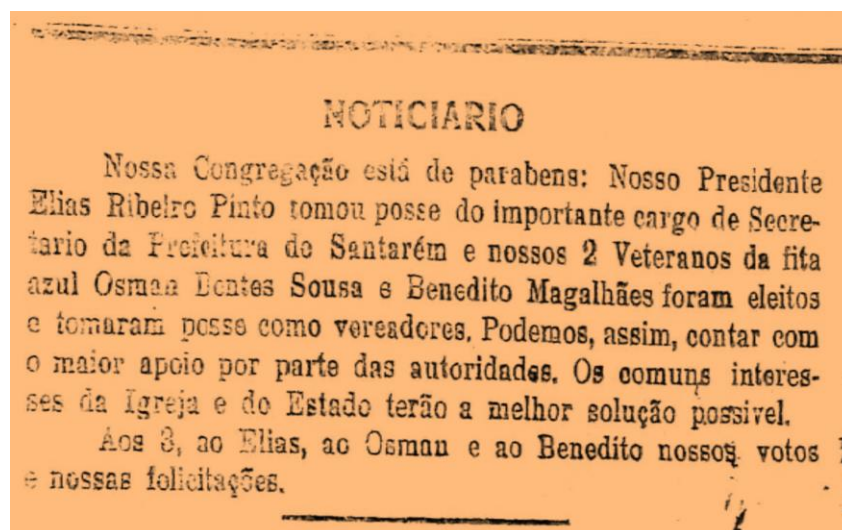 NOTICIARIO
Nossa Congregação está de parabens: Nosso Presidente
Elias Ribeiro Pinto tomou posse do importante cargo de Secre-
tario da Prefeitura de Santarém e nossos 2 Veteranos da fita
azul Osman Bentes Sousa e Benedito Magalhães foram eleitos
e tomaram posse como vereadores. Podemos, assim, contar com
o maior apoio por parte das autoridades. Os comuns interes-
ses da Igreja e do Estado terão a melhor solução possivel.
Aos 3, ao Elias, ao Osman e ao Benedito nossos votos
e nossas felicitações.